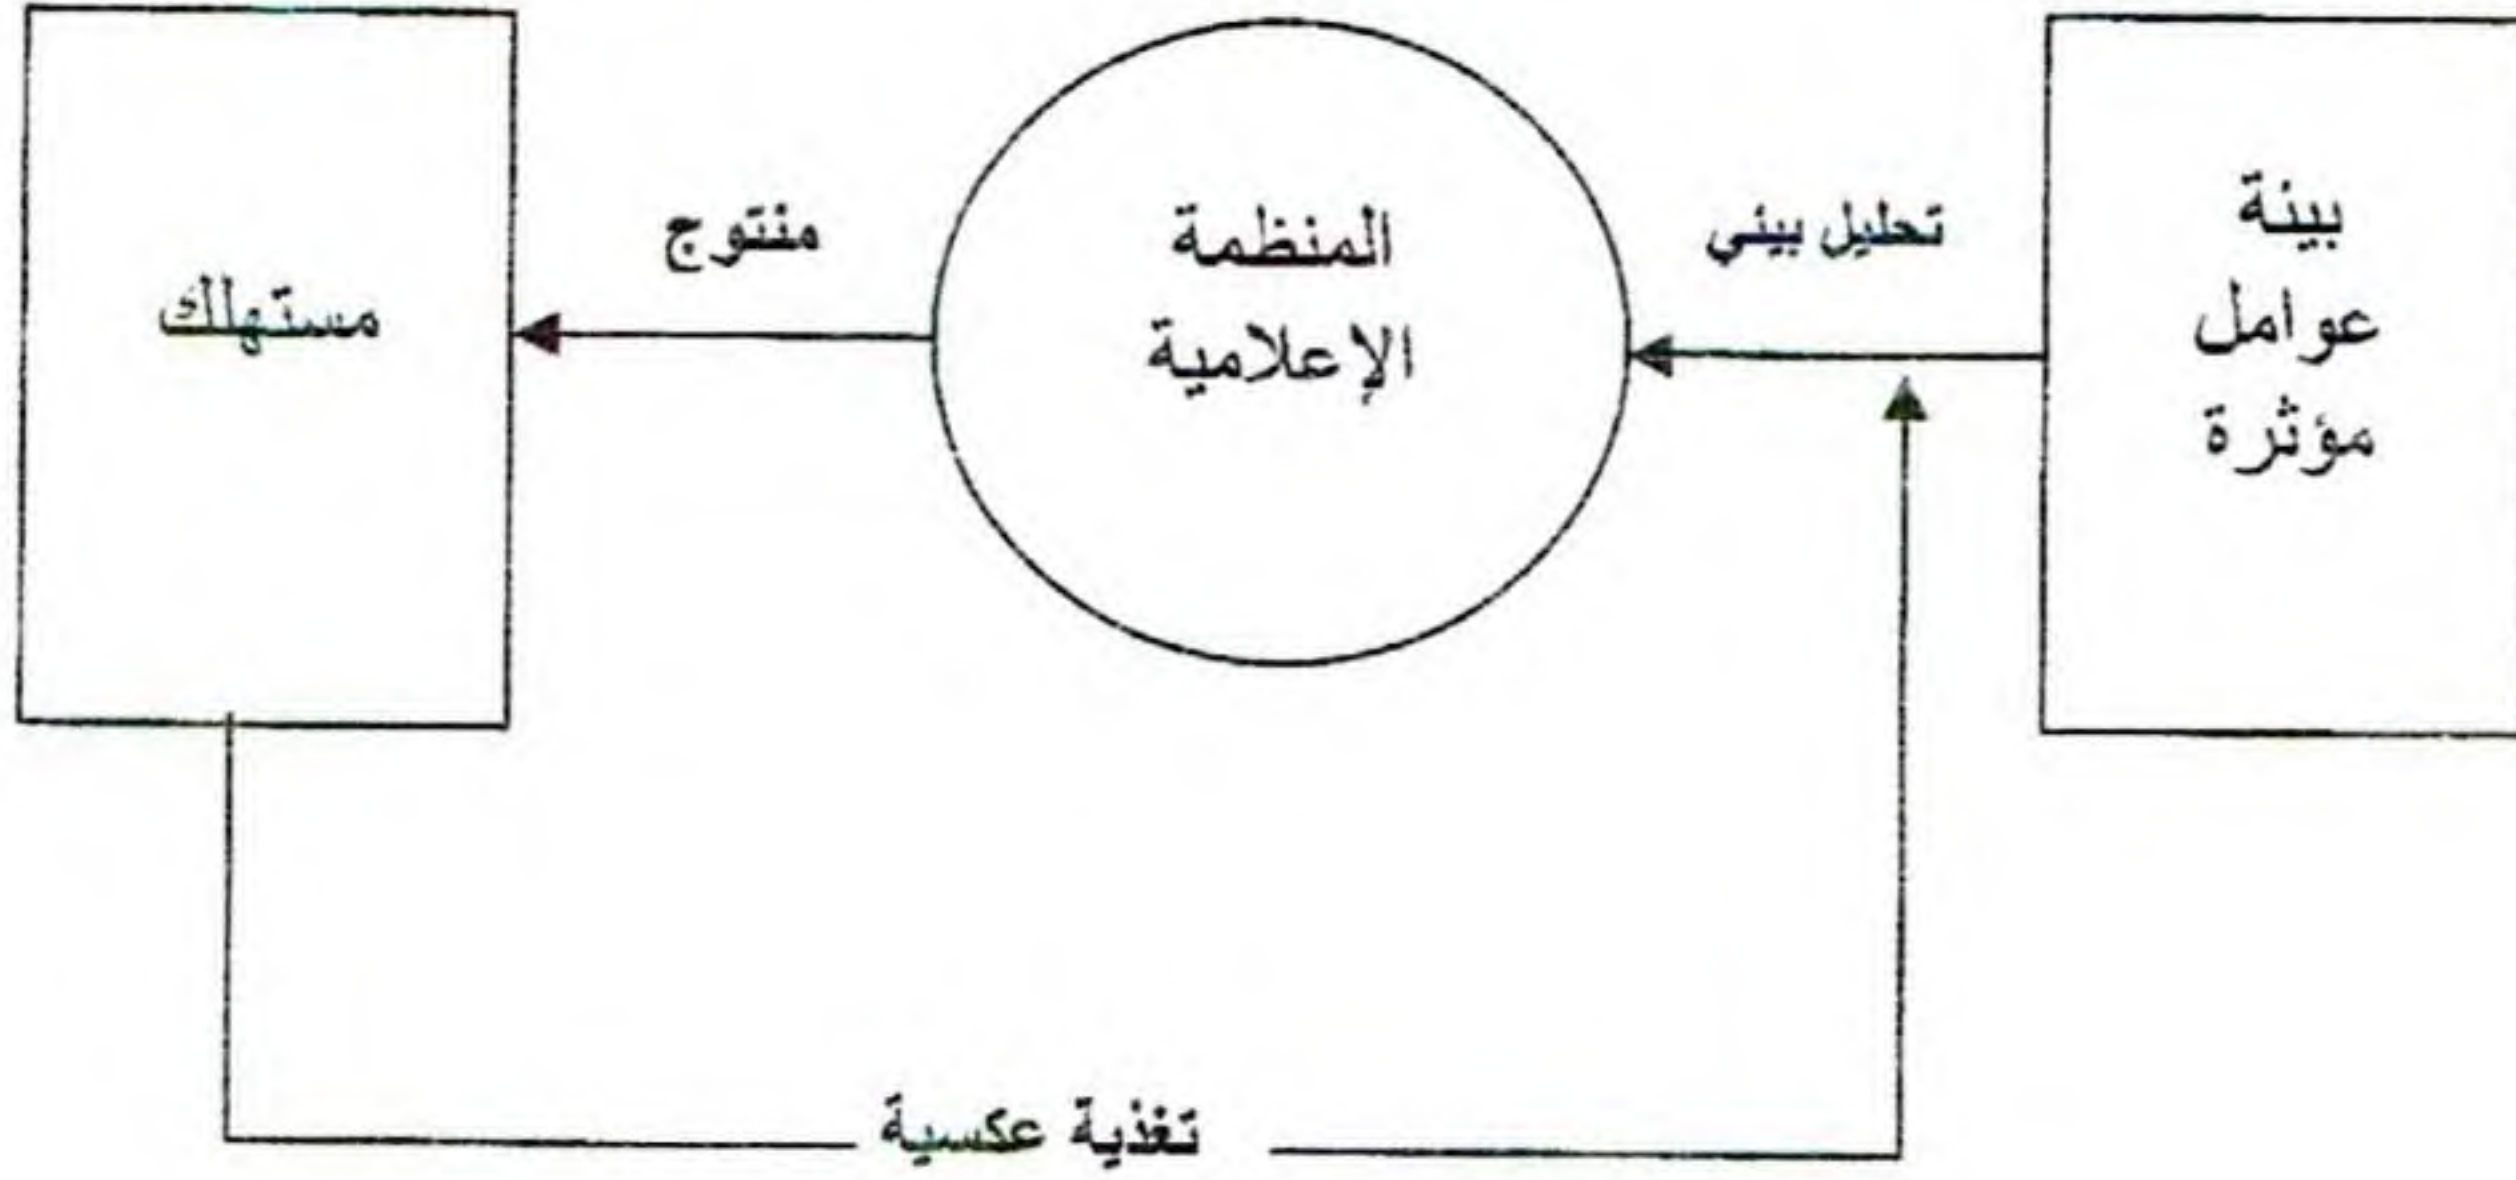 بيئة
عوامل
مؤثرة
تحليل بيئي
المنظمة
الإعلامية
منتوج
مستهلك
تغذية عكسية